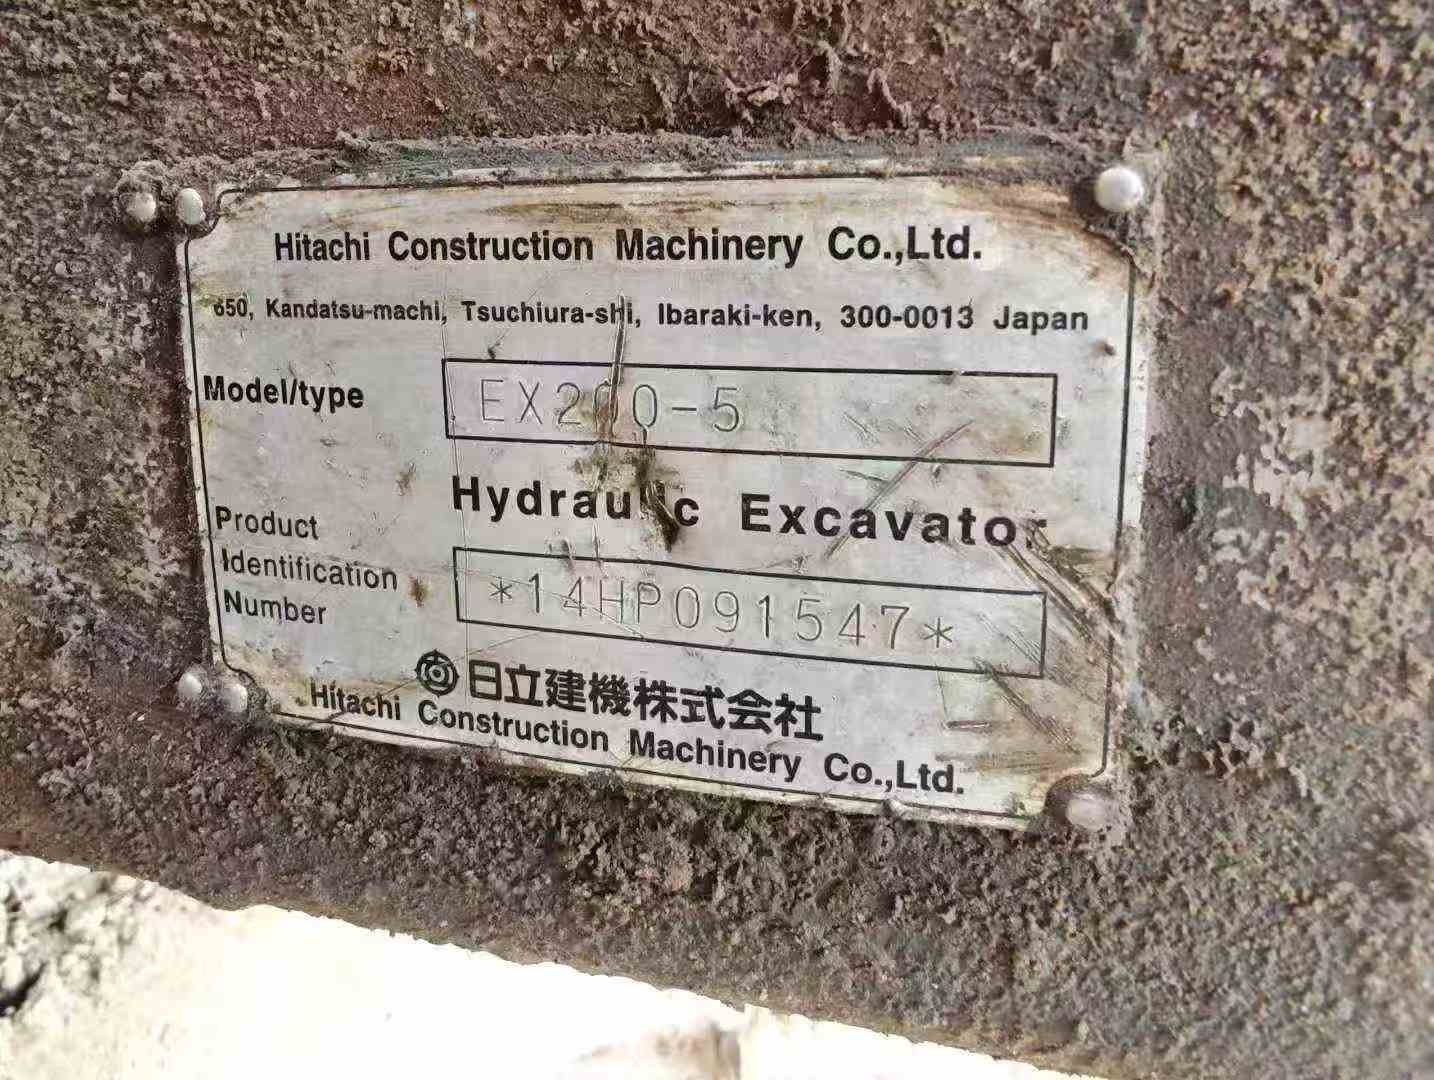 Hitachi Construction Machinery Co.,Ltd.
650, Kandatsu-machi, Tsuchiura-shi, Ibaraki-ken, 300-0013 Japan
Model/type EX200-5
Hydraulic Excavator
Product
Identification
Number
*14HP091547*
日立建機株式会社
Hitachi Construction Machinery Co.,Ltd.